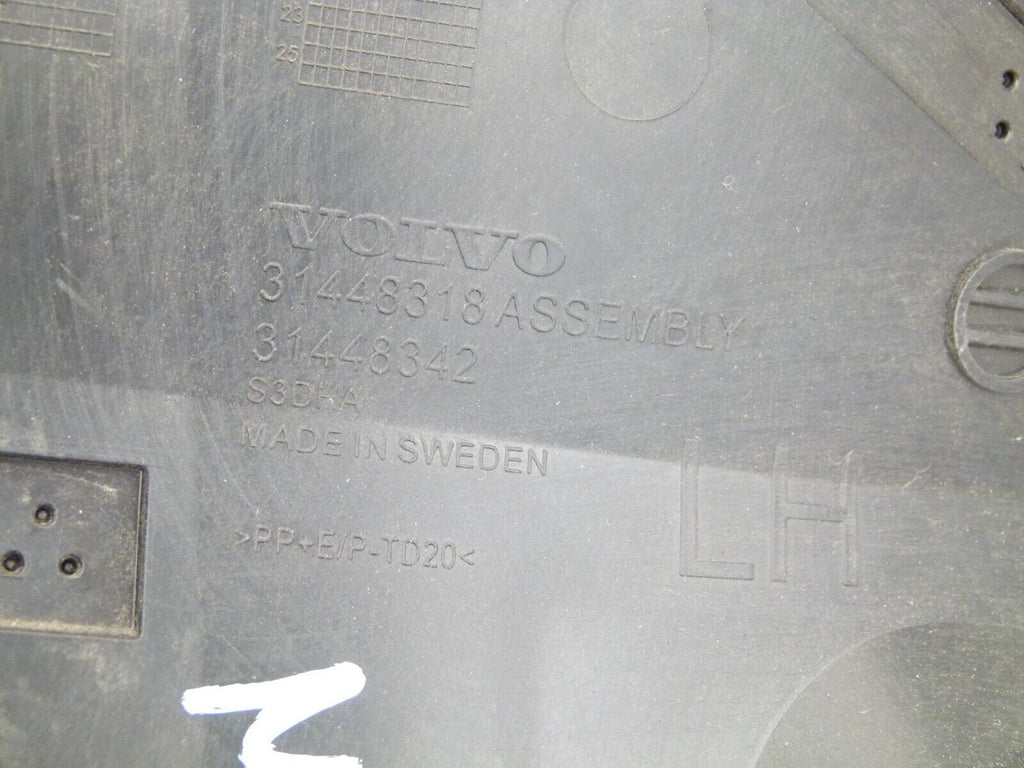 23
25
VOLVO
31448318 ASSEMBLY
31448342
S3DHA
MADE IN SWEDEN
LH
>PP+E/P-TD20<